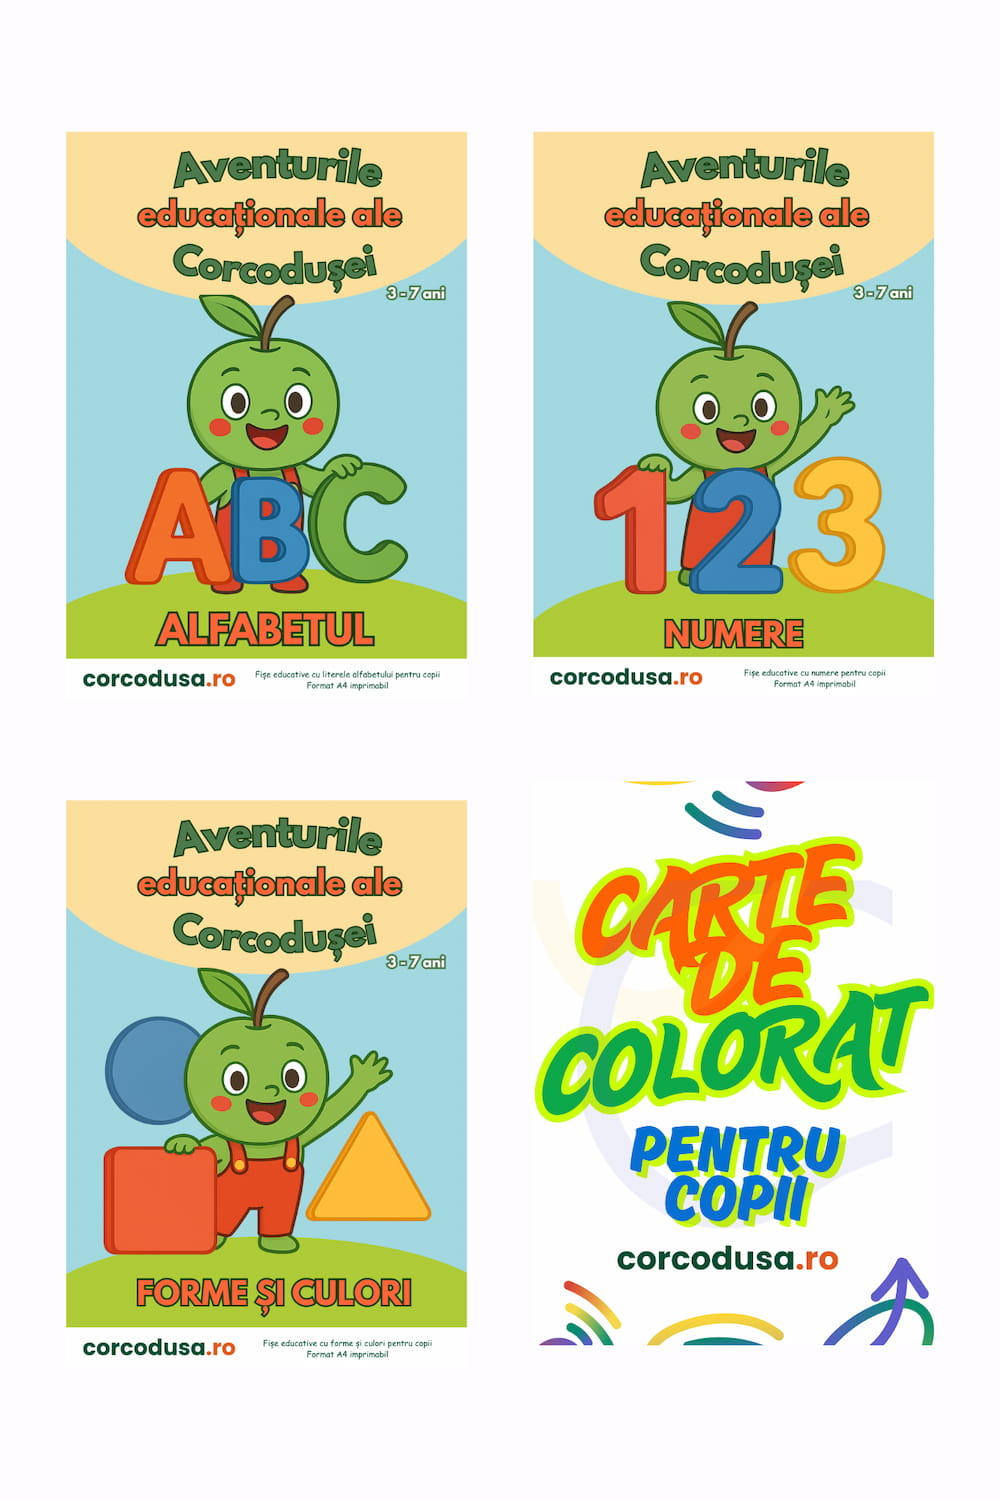 Aventurile
educaționale ale
Corcodușei
3 - 7 ani
ABC
ALFABETUL
corcodusa.ro
Fișe educative cu literele alfabetului pentru copii
Format A4 imprimabil
Aventurile
educaționale ale
Corcodușei
3 - 7 ani
123
NUMERE
corcodusa.ro
Fișe educative cu numere pentru copii
Format A4 imprimabil
Aventurile
educaționale ale
Corcodușei
3 - 7 ani
FORME ȘI CULORI
corcodusa.ro
Fișe educative cu forme și culori pentru copii
Format A4 imprimabil
CARTE
DE
COLORAT
PENTRU
COPII
corcodusa.ro